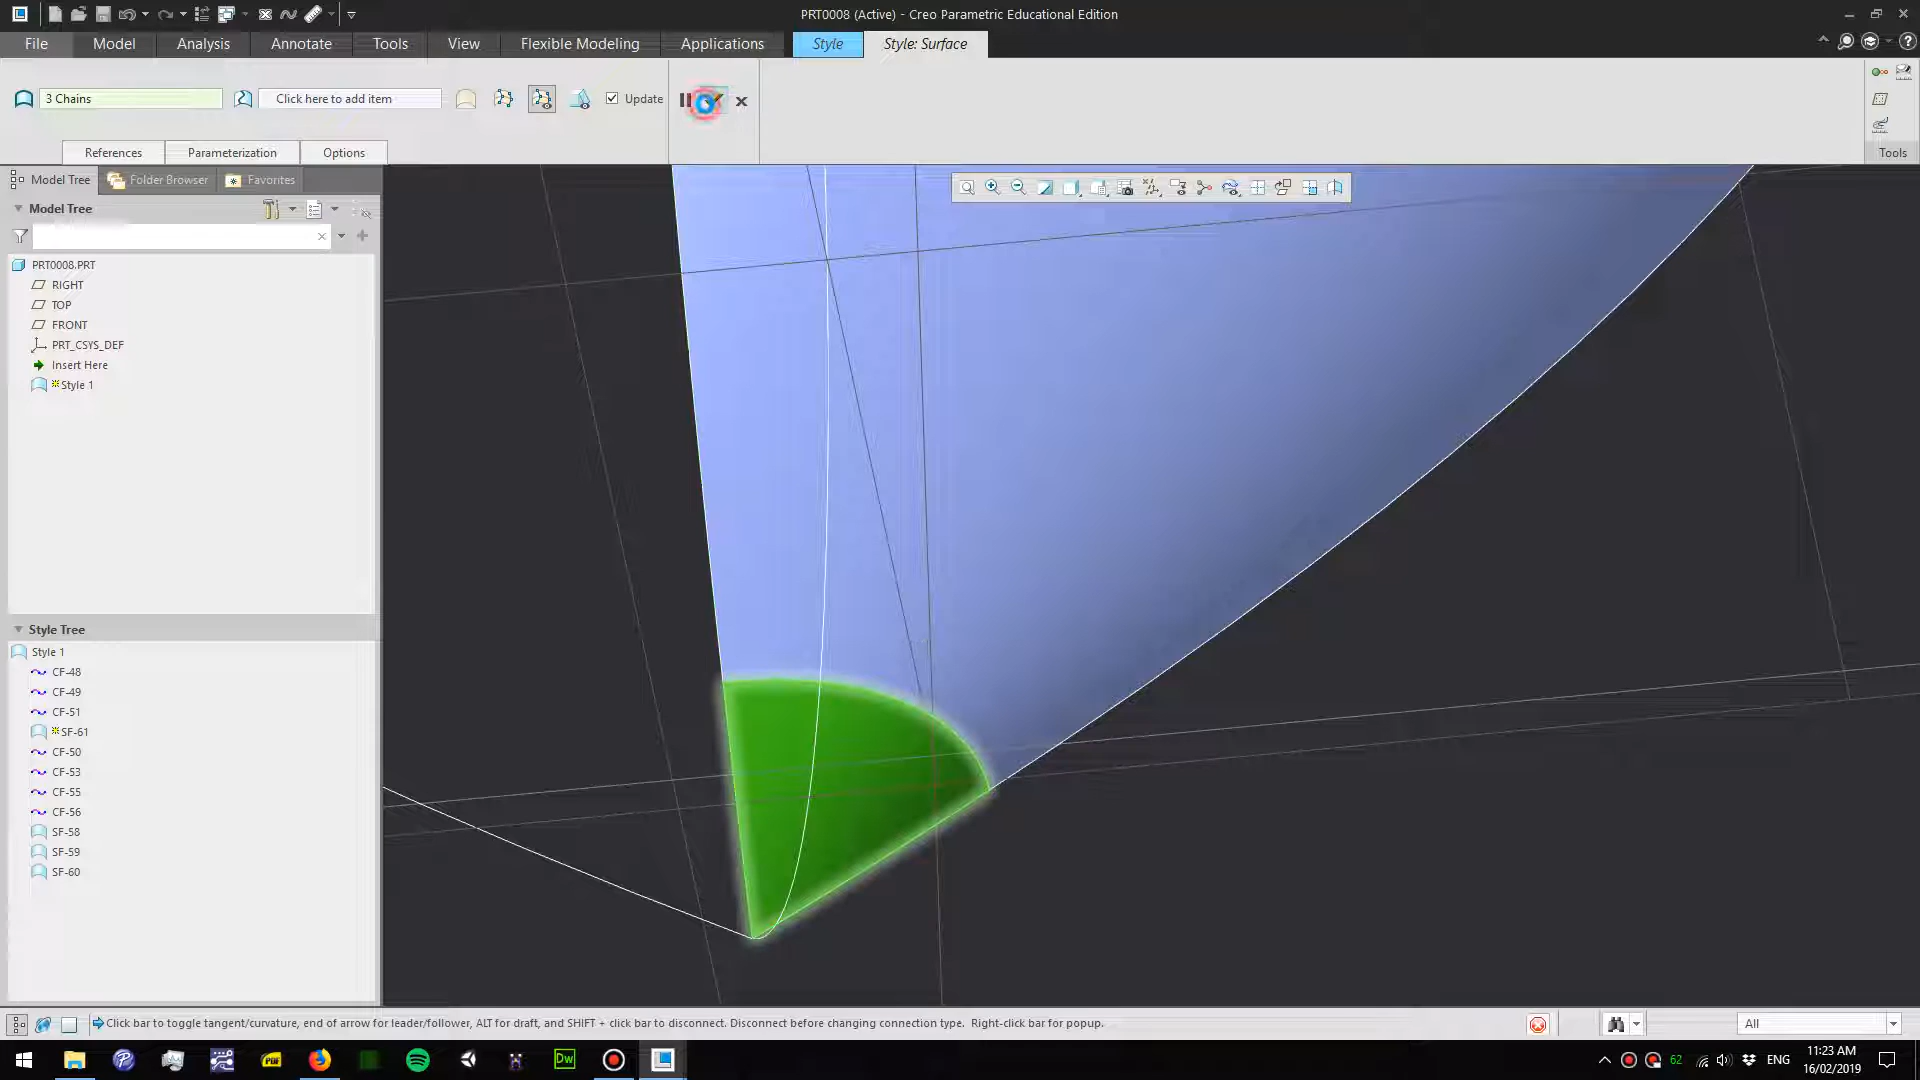 PRT0008 (Active) - Creo Parametric Educational Edition
File
Model
Analysis
Annotate
Tools
View
Flexible Modeling
Applications
Style
Style: Surface
3 Chains
Click here to add item
Update
References
Parameterization
Options
Tools
Model Tree
Folder Browser
Favorites
Model Tree
PRT0008.PRT
RIGHT
TOP
FRONT
PRT_CSYS_DEF
Insert Here
Style 1
Style Tree
Style 1
CF-48
CF-49
CF-51
SF-61
CF-50
CF-53
CF-55
CF-56
SF-58
SF-59
SF-60
Click bar to toggle tangent/curvature, end of arrow for leader/follower, ALT for draft, and SHIFT + click bar to disconnect. Disconnect before changing connection type. Right-click bar for popup.
All
PDF
Dw
62
ENG
11:23 AM
16/02/2019